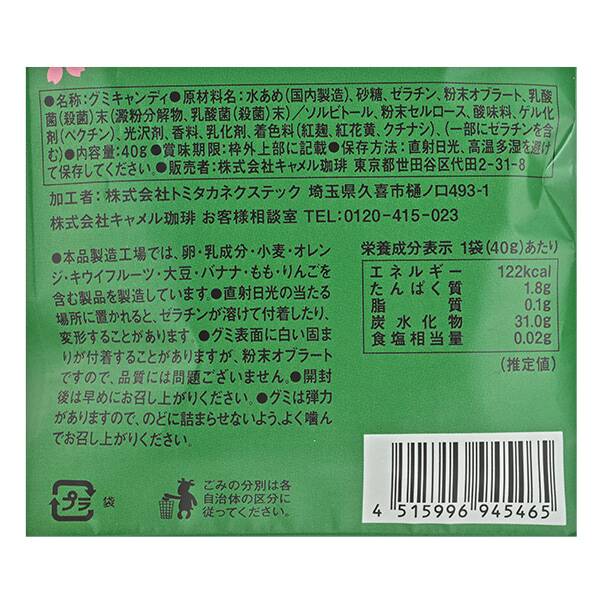 ●名称:グミキャンディ●原材料名:水あめ(国内製造)、砂糖、ゼラチン、粉末オブラート、乳酸
菌(殺菌)末(澱粉分解物、乳酸菌(殺菌)末)/ソルビトール、粉末セルロース、酸味料、ゲル化
剤(ペクチン)、光沢剤、香料、乳化剤、着色料(紅麹、紅花黄、クチナシ)、(一部にゼラチンを含
む)●内容量:40g●賞味期限:枠外上部に記載●保存方法:直射日光、高温多湿を避け
て保存してください。●販売者:株式会社キャメル珈琲 東京都世田谷区代田2-31-8
加工者:株式会社トミタカネクステック 埼玉県久喜市樋ノ口493-1
株式会社キャメル珈琲 お客様相談室 TEL:0120-415-023
●本品製造工場では、卵・乳成分・小麦・オレン
ジ・キウイフルーツ・大豆・バナナ・もも・りんごを
含む製品を製造しています。●直射日光の当たる
場所に置かれると、ゼラチンが溶けて付着したり、
変形することがあります。●グミ表面に白い固ま
りが付着することがありますが、粉末オブラート
ですので、品質には問題ございません。●開封
後は早めにお召し上がりください。●グミは弾力
がありますので、のどに詰まらせないよう、よく噛ん
でお召し上がりください。
栄養成分表示 1袋(40g)あたり
エネルギー 122kcal
たんぱく質 1.8g
脂質 0.1g
炭水化物 31.0g
食塩相当量 0.02g
(推定値)
プラ 袋
ごみの分別は各
自治体の区分に
従ってください。
4 515996 945465